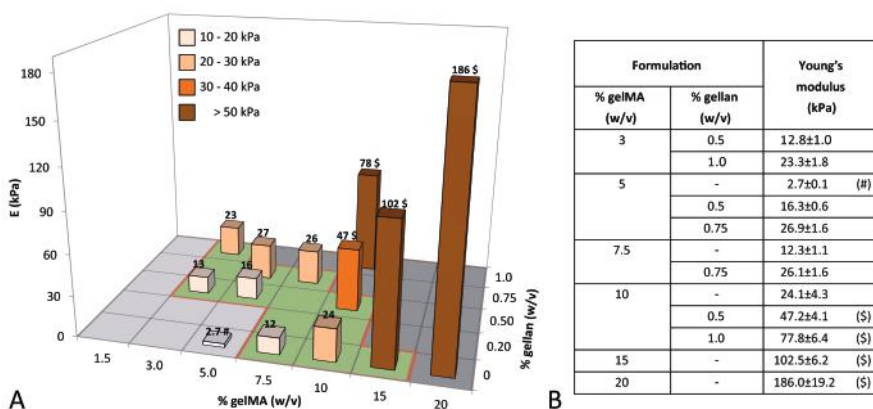 10 - 20 kPa
20 - 30 kPa
30 - 40 kPa
> 50 kPa
E (kPa)
180
150
120
90
60
30
0
186 $
78 $
102 $
23
27
26
47 $
13
16
2.7 #
12
24
1.5
3.0
5.0
7.5
10
15
20
% gelMA (w/v)
1.0
0.75
0.50
0.20
0
% gellan (w/v)
A
Formulation
Young's modulus (kPa)
% gelMA (w/v)
% gellan (w/v)
3 0.5 12.8±1.0
1.0 23.3±1.8
5 - 2.7±0.1 (#)
0.5 16.3±0.6
0.75 26.9±1.6
7.5 - 12.3±1.1
0.75 26.1±1.6
10 - 24.1±4.3
0.5 47.2±4.1 ($)
1.0 77.8±6.4 ($)
15 - 102.5±6.2 ($)
20 - 186.0±19.2 ($)
B